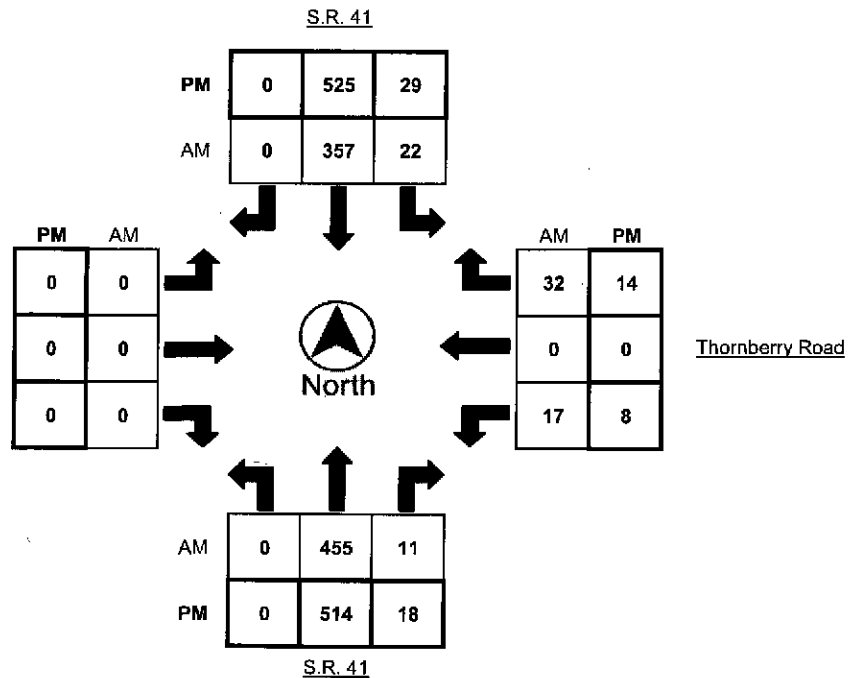 S.R. 41
PM 0 525 29
AM 0 357 22
PM AM
0 0
0 0
0 0
North
AM PM
32 14
0 0
17 8
Thornberry Road
AM 0 455 11
PM 0 514 18
S.R. 41